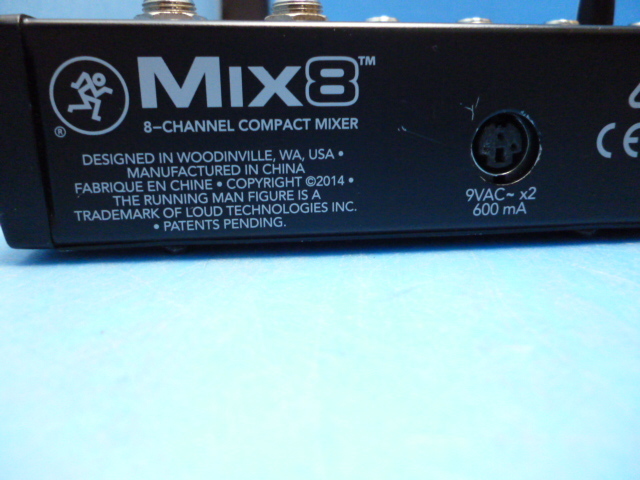 MIX8™
®
8-CHANNEL COMPACT MIXER
DESIGNED IN WOODINVILLE, WA, USA •
MANUFACTURED IN CHINA
FABRIQUE EN CHINE • COPYRIGHT ©2014 •
THE RUNNING MAN FIGURE IS A
TRADEMARK OF LOUD TECHNOLOGIES INC.
• PATENTS PENDING.
9VAC~ x2
600 mA
CE